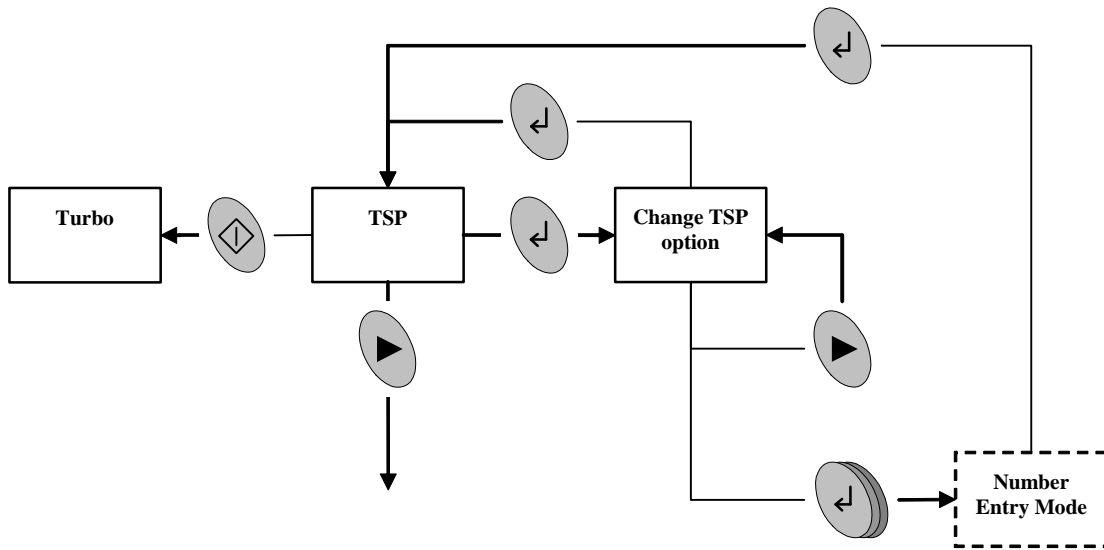 Turbo
TSP
Change TSP
option
Number
Entry Mode